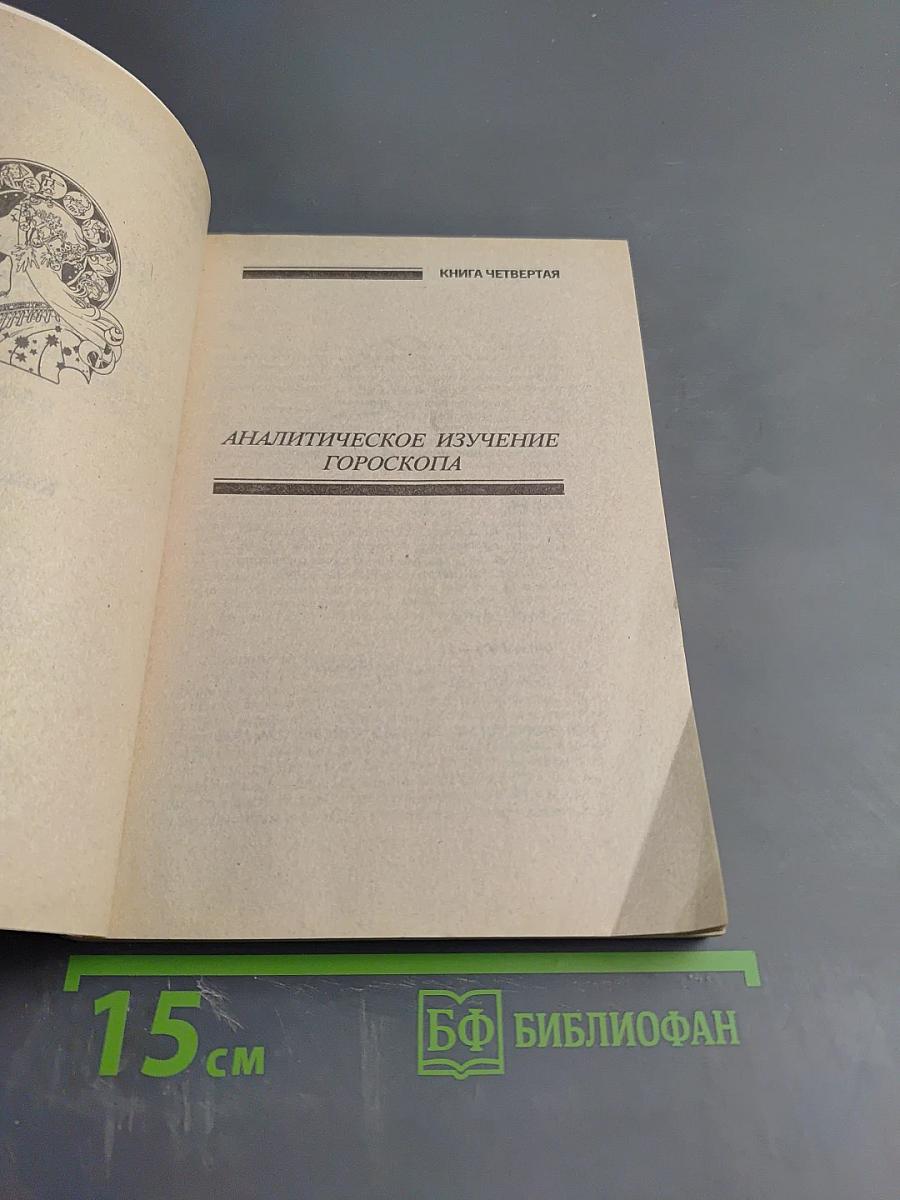 КНИГА ЧЕТВЕРТАЯ
АНАЛИТИЧЕСКОЕ ИЗУЧЕНИЕ
ГОРОСКОПА
15 см
БФ БИБЛИОФАН